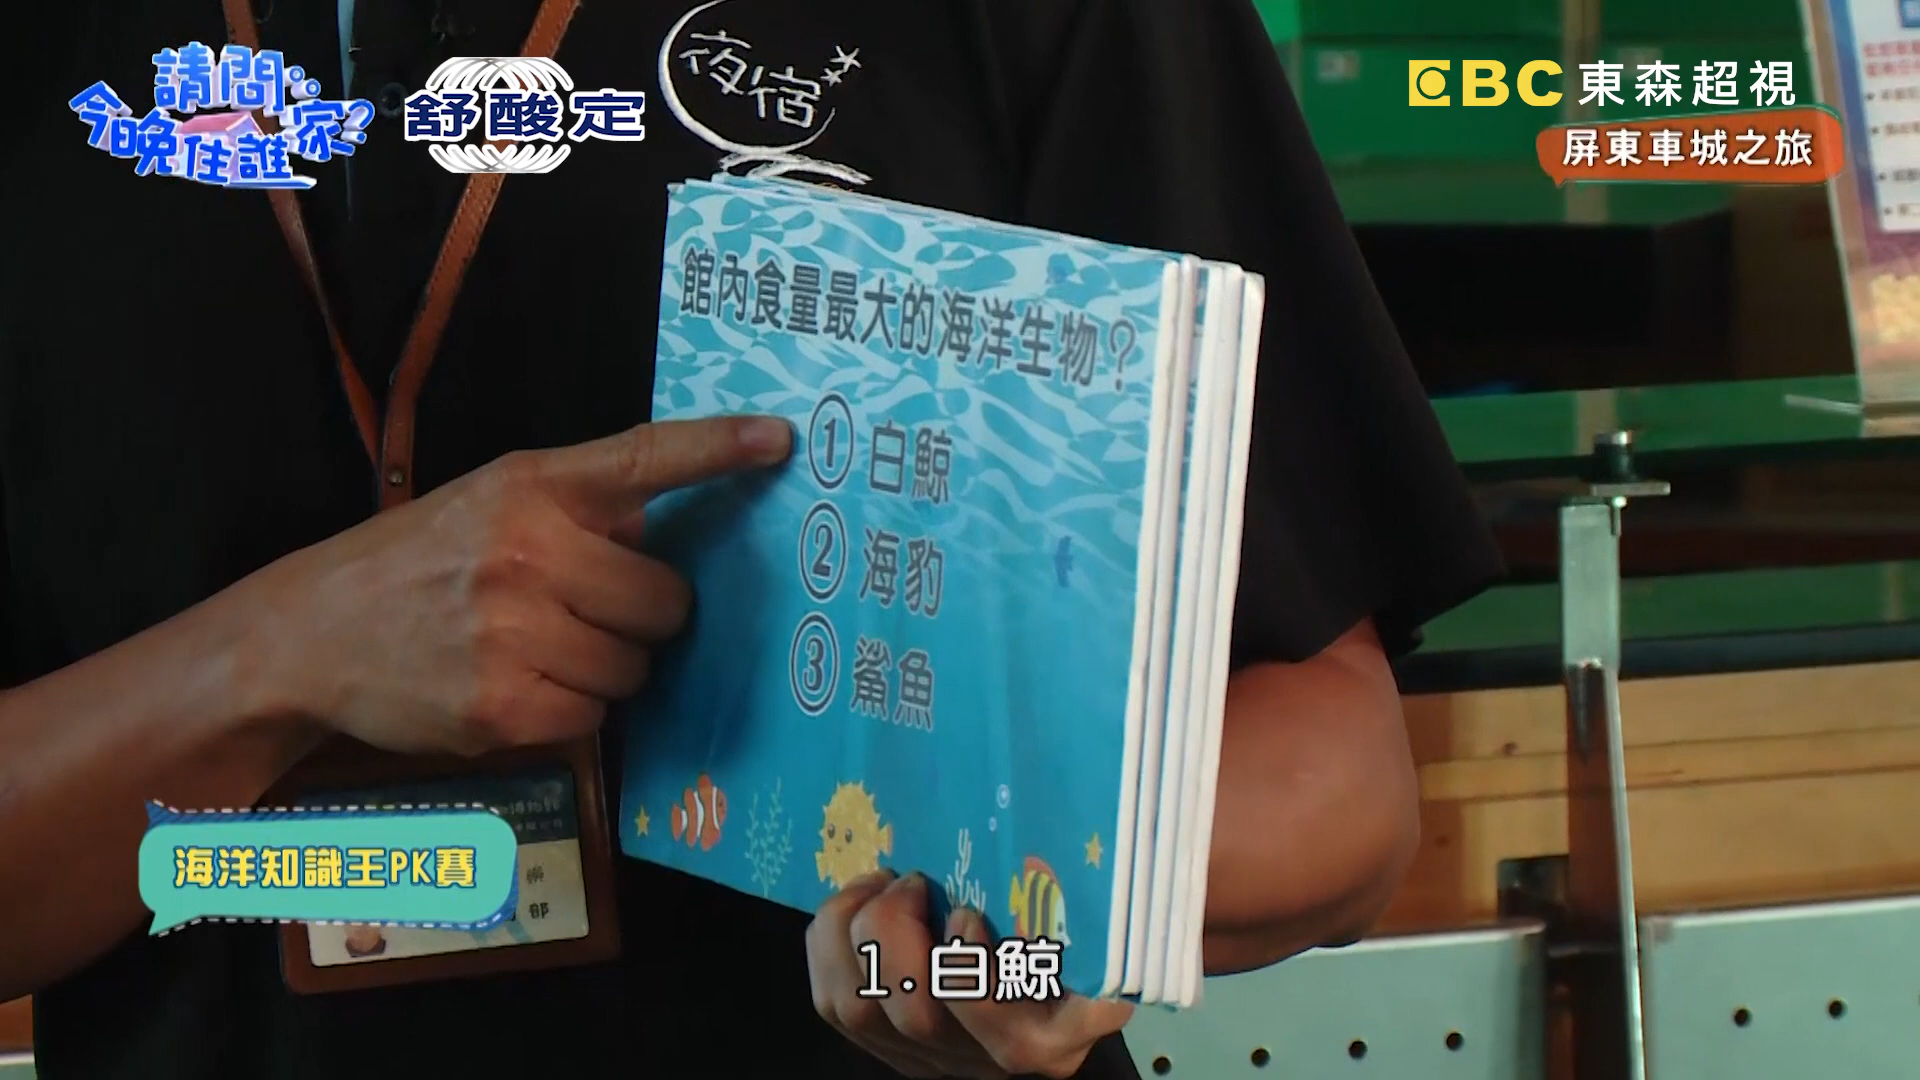 請問
今晚住誰家?
舒酸定
夜宿
EBC 東森超視
屏東車城之旅
館內食量最大的海洋生物？
① 白鯨
② 海豹
③ 鯊魚
海洋知識王PK賽
部
1.白鯨